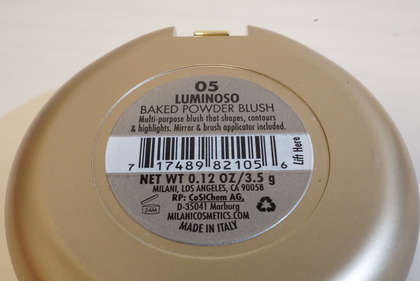 05
LUMINOSO
BAKED POWDER BLUSH
Multi-purpose blush that shapes, contours
& highlights. Mirror & brush applicator included.
Lift Here
7 17489 82105 6
NET WT 0.12 OZ/3.5 g
MILANI, LOS ANGELES, CA 90058
RP: CoSiChem AG,
24M
D-35041 Marburg
MILANICOSMETICS.COM
MADE IN ITALY